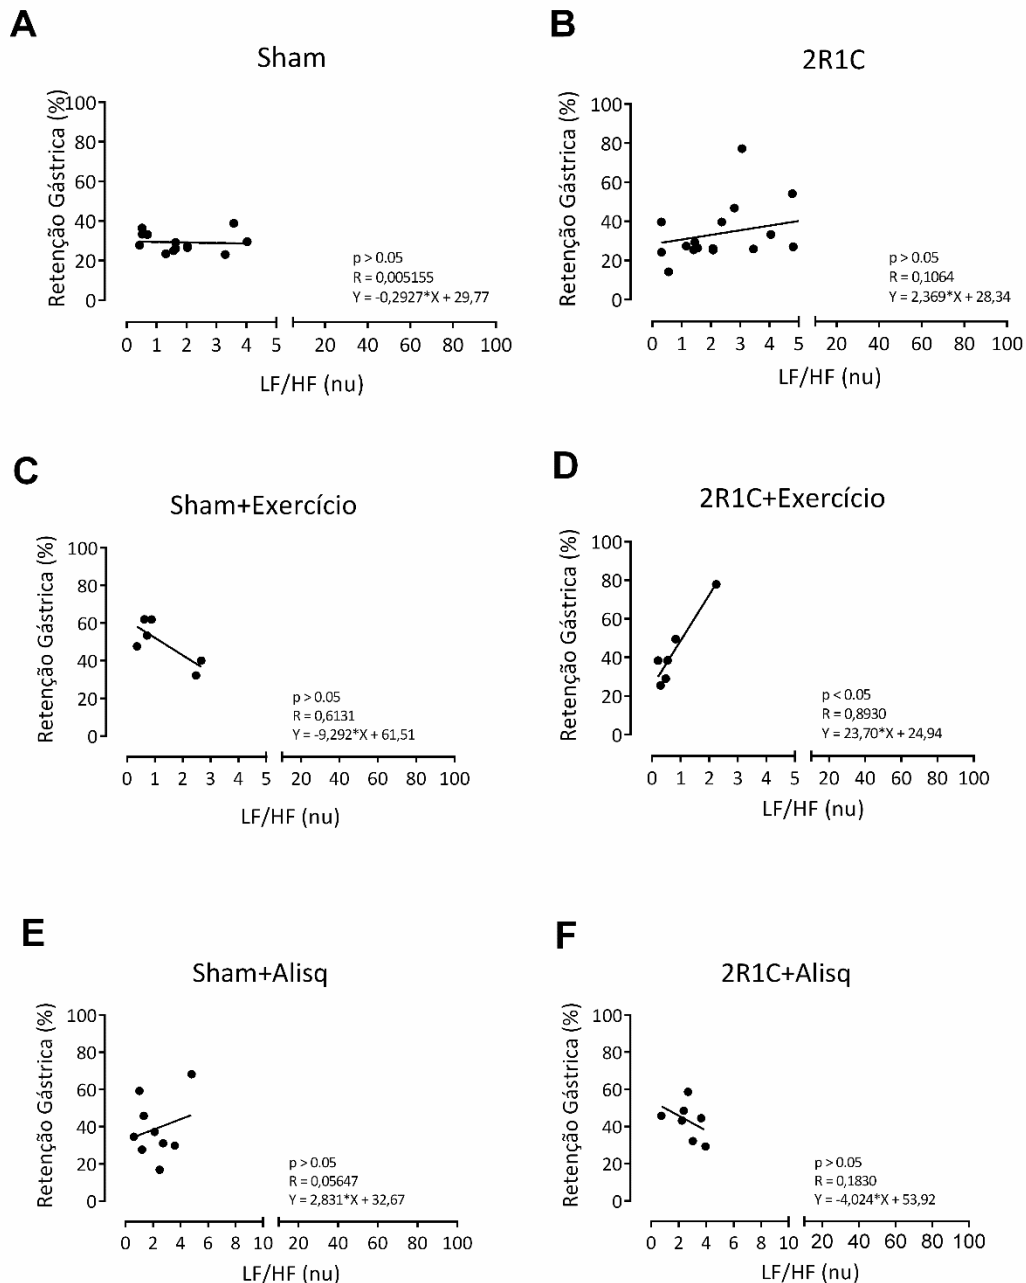 A
Sham
Retenção Gástrica (%)
100
80
60
40
20
0
p > 0.05
R = 0,005155
Y = -0,2927*X + 29,77
0 1 2 3 4 5 20 40 60 80 100
LF/HF (nu)
B
2R1C
Retenção Gástrica (%)
100
80
60
40
20
0
p > 0.05
R = 0,1064
Y = 2,369*X + 28,34
0 1 2 3 4 5 20 40 60 80 100
LF/HF (nu)
C
Sham+Exercício
Retenção Gástrica (%)
100
80
60
40
20
0
p > 0.05
R = 0,6131
Y = -9,292*X + 61,51
0 1 2 3 4 5 20 40 60 80 100
LF/HF (nu)
D
2R1C+Exercício
Retenção Gástrica (%)
100
80
60
40
20
0
p < 0.05
R = 0,8930
Y = 23,70*X + 24,94
0 1 2 3 4 5 20 40 60 80 100
LF/HF (nu)
E
Sham+Alisq
Retenção Gástrica (%)
100
80
60
40
20
0
p > 0.05
R = 0,05647
Y = 2,831*X + 32,67
0 2 4 6 8 10 20 40 60 80 100
LF/HF (nu)
F
2R1C+Alisq
Retenção Gástrica (%)
100
80
60
40
20
0
p > 0.05
R = 0,1830
Y = -4,024*X + 53,92
0 2 4 6 8 10 20 40 60 80 100
LF/HF (nu)